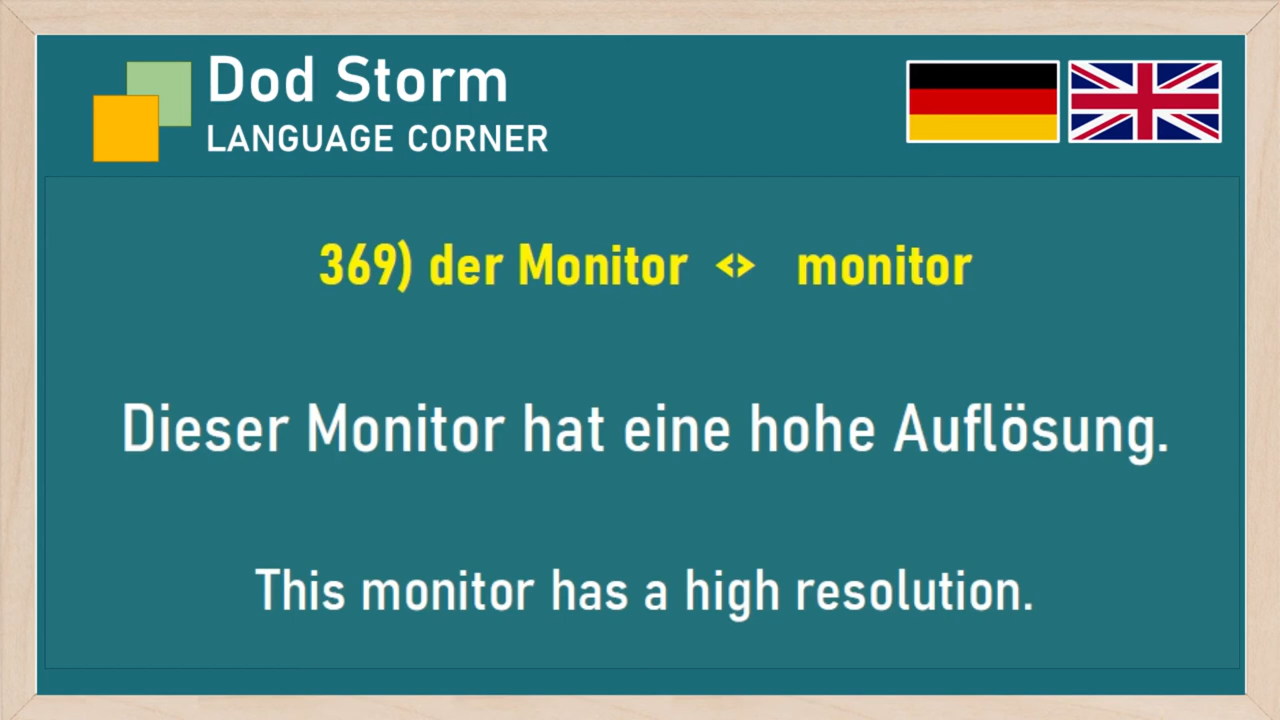 Dod Storm
LANGUAGE CORNER
369) der Monitor <> monitor
Dieser Monitor hat eine hohe Auflösung.
This monitor has a high resolution.